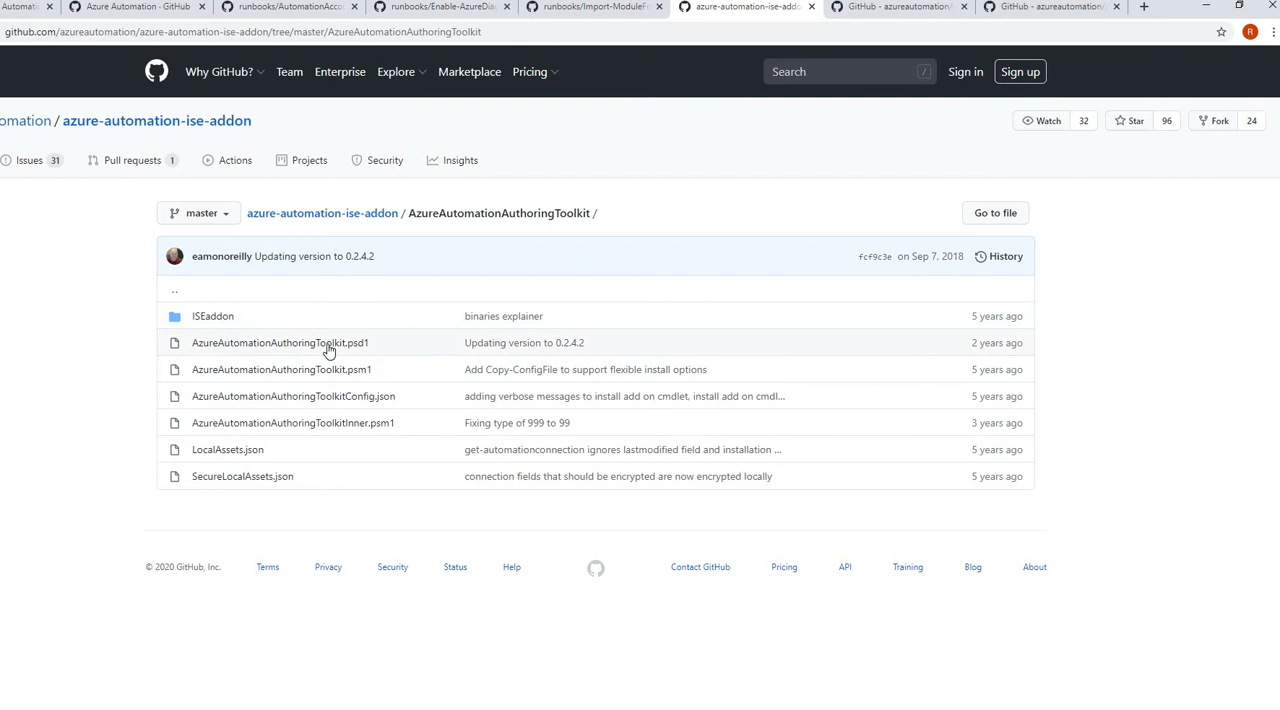 Automati
Azure Automation · GitHub
runbooks/AutomationAcco
runbooks/Enable-AzureDia
runbooks/Import-ModuleFr
azure-automation-ise-addo
GitHub - azureautomation/
GitHub - azureautomation/
github.com/azureautomation/azure-automation-ise-addon/tree/master/AzureAutomationAuthoringToolkit
R
Why GitHub? Team Enterprise Explore Marketplace Pricing
Search /
Sign in Sign up
omation / azure-automation-ise-addon
Watch 32 Star 96 Fork 24
Issues 31 Pull requests 1 Actions Projects Security Insights
master azure-automation-ise-addon / AzureAutomationAuthoringToolkit / Go to file
eamonoreilly Updating version to 0.2.4.2 fcf9c3e on Sep 7, 2018 History
..
ISEaddon binaries explainer 5 years ago
AzureAutomationAuthoringToolkit.psd1 Updating version to 0.2.4.2 2 years ago
AzureAutomationAuthoringToolkit.psm1 Add Copy-ConfigFile to support flexible install options 5 years ago
AzureAutomationAuthoringToolkitConfig.json adding verbose messages to install add on cmdlet, install add on cmdl... 5 years ago
AzureAutomationAuthoringToolkitInner.psm1 Fixing type of 999 to 99 3 years ago
LocalAssets.json get-automationconnection ignores lastmodified field and installation ... 5 years ago
SecureLocalAssets.json connection fields that should be encrypted are now encrypted locally 5 years ago
© 2020 GitHub, Inc. Terms Privacy Security Status Help Contact GitHub Pricing API Training Blog About